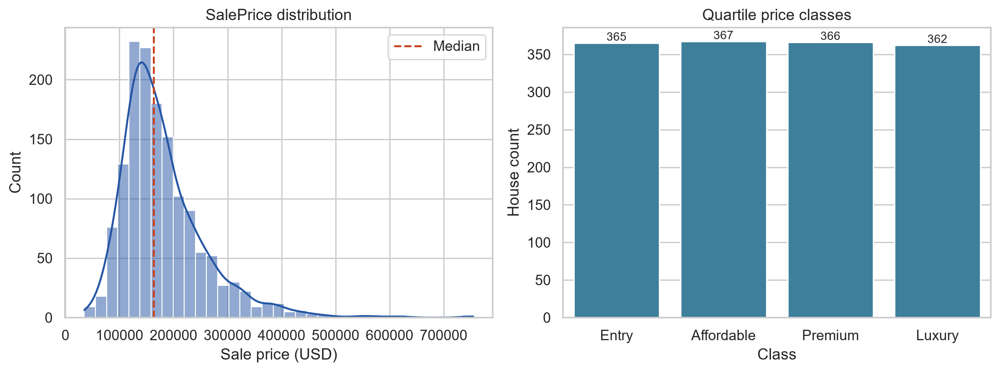 SalePrice distribution
Median
200
150
100
50
0
Count
0 100000 200000 300000 400000 500000 600000 700000
Sale price (USD)
Quartile price classes
365 367 366 362
350
300
250
200
150
100
50
0
House count
Entry Affordable Premium Luxury
Class